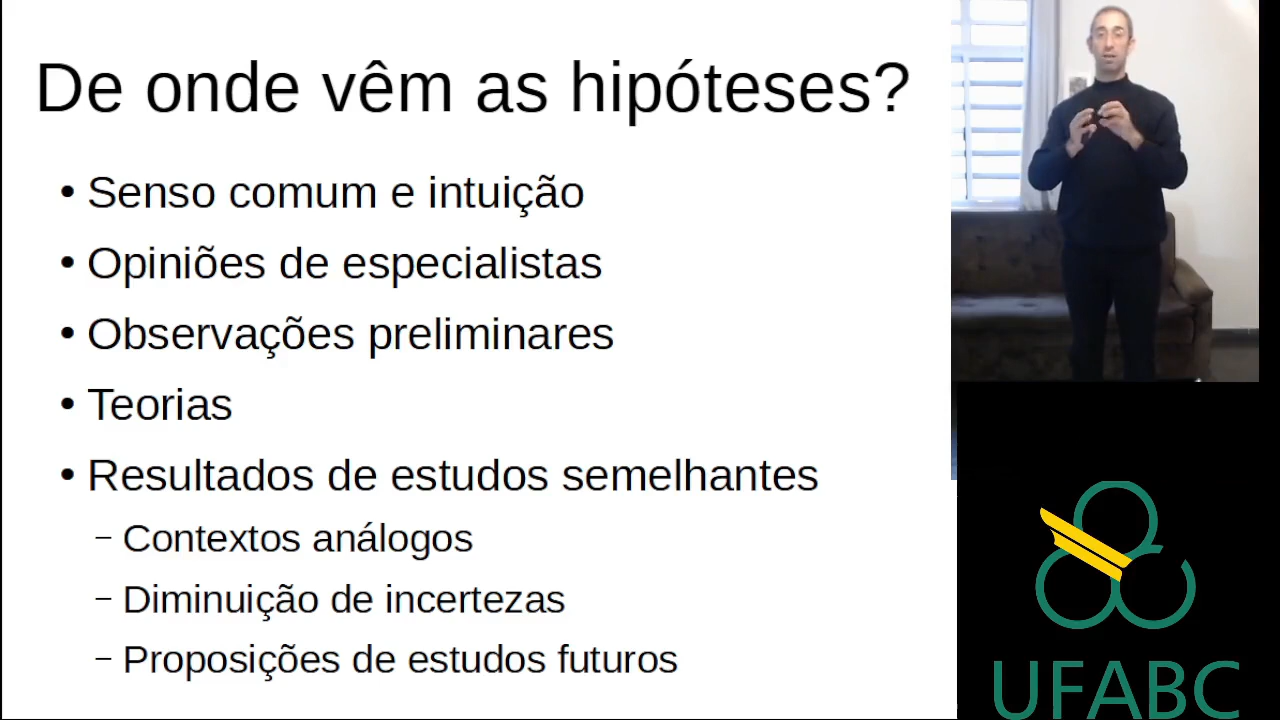 De onde vêm as hipóteses?
• Senso comum e intuição
• Opiniões de especialistas
• Observações preliminares
• Teorias
• Resultados de estudos semelhantes
– Contextos análogos
– Diminuição de incertezas
– Proposições de estudos futuros
UFABC